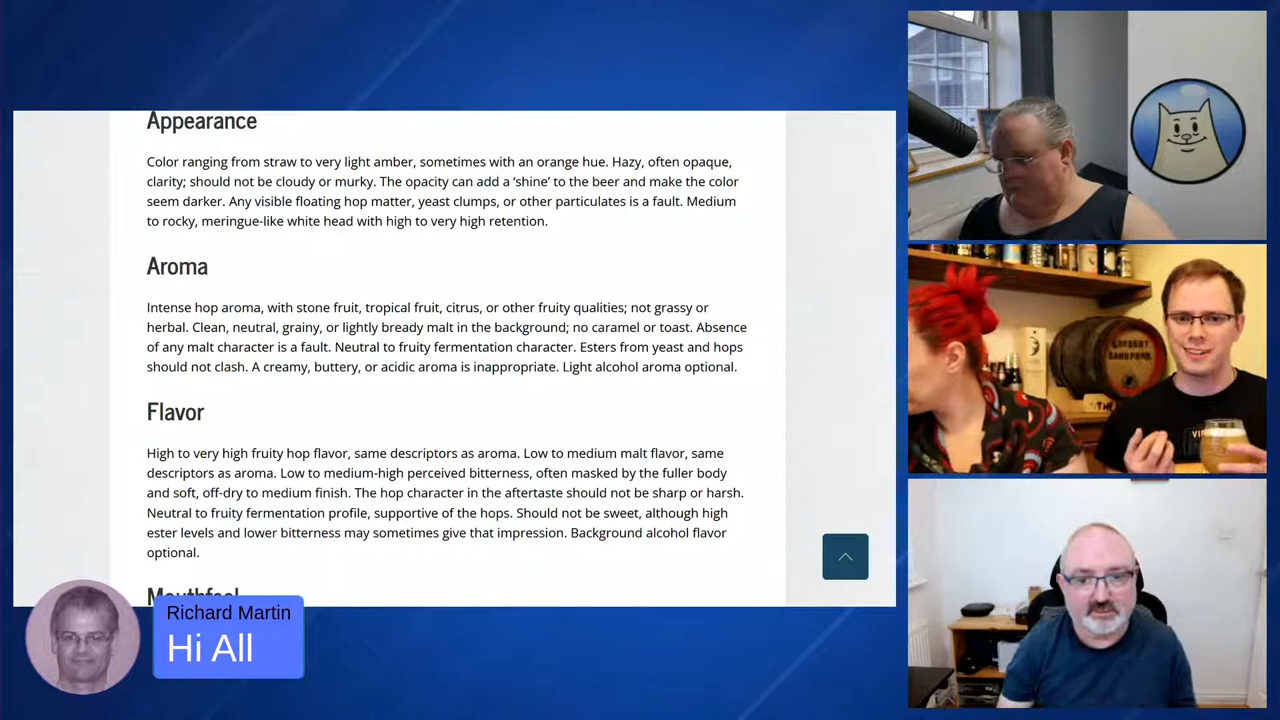 Appearance
Color ranging from straw to very light amber, sometimes with an orange hue. Hazy, often opaque,
clarity; should not be cloudy or murky. The opacity can add a ‘shine’ to the beer and make the color
seem darker. Any visible floating hop matter, yeast clumps, or other particulates is a fault. Medium
to rocky, meringue-like white head with high to very high retention.
Aroma
Intense hop aroma, with stone fruit, tropical fruit, citrus, or other fruity qualities; not grassy or
herbal. Clean, neutral, grainy, or lightly bready malt in the background; no caramel or toast. Absence
of any malt character is a fault. Neutral to fruity fermentation character. Esters from yeast and hops
should not clash. A creamy, buttery, or acidic aroma is inappropriate. Light alcohol aroma optional.
Flavor
High to very high fruity hop flavor, same descriptors as aroma. Low to medium malt flavor, same
descriptors as aroma. Low to medium-high perceived bitterness, often masked by the fuller body
and soft, off-dry to medium finish. The hop character in the aftertaste should not be sharp or harsh.
Neutral to fruity fermentation profile, supportive of the hops. Should not be sweet, although high
ester levels and lower bitterness may sometimes give that impression. Background alcohol flavor
optional.
Mouthfeel
Richard Martin
Hi All